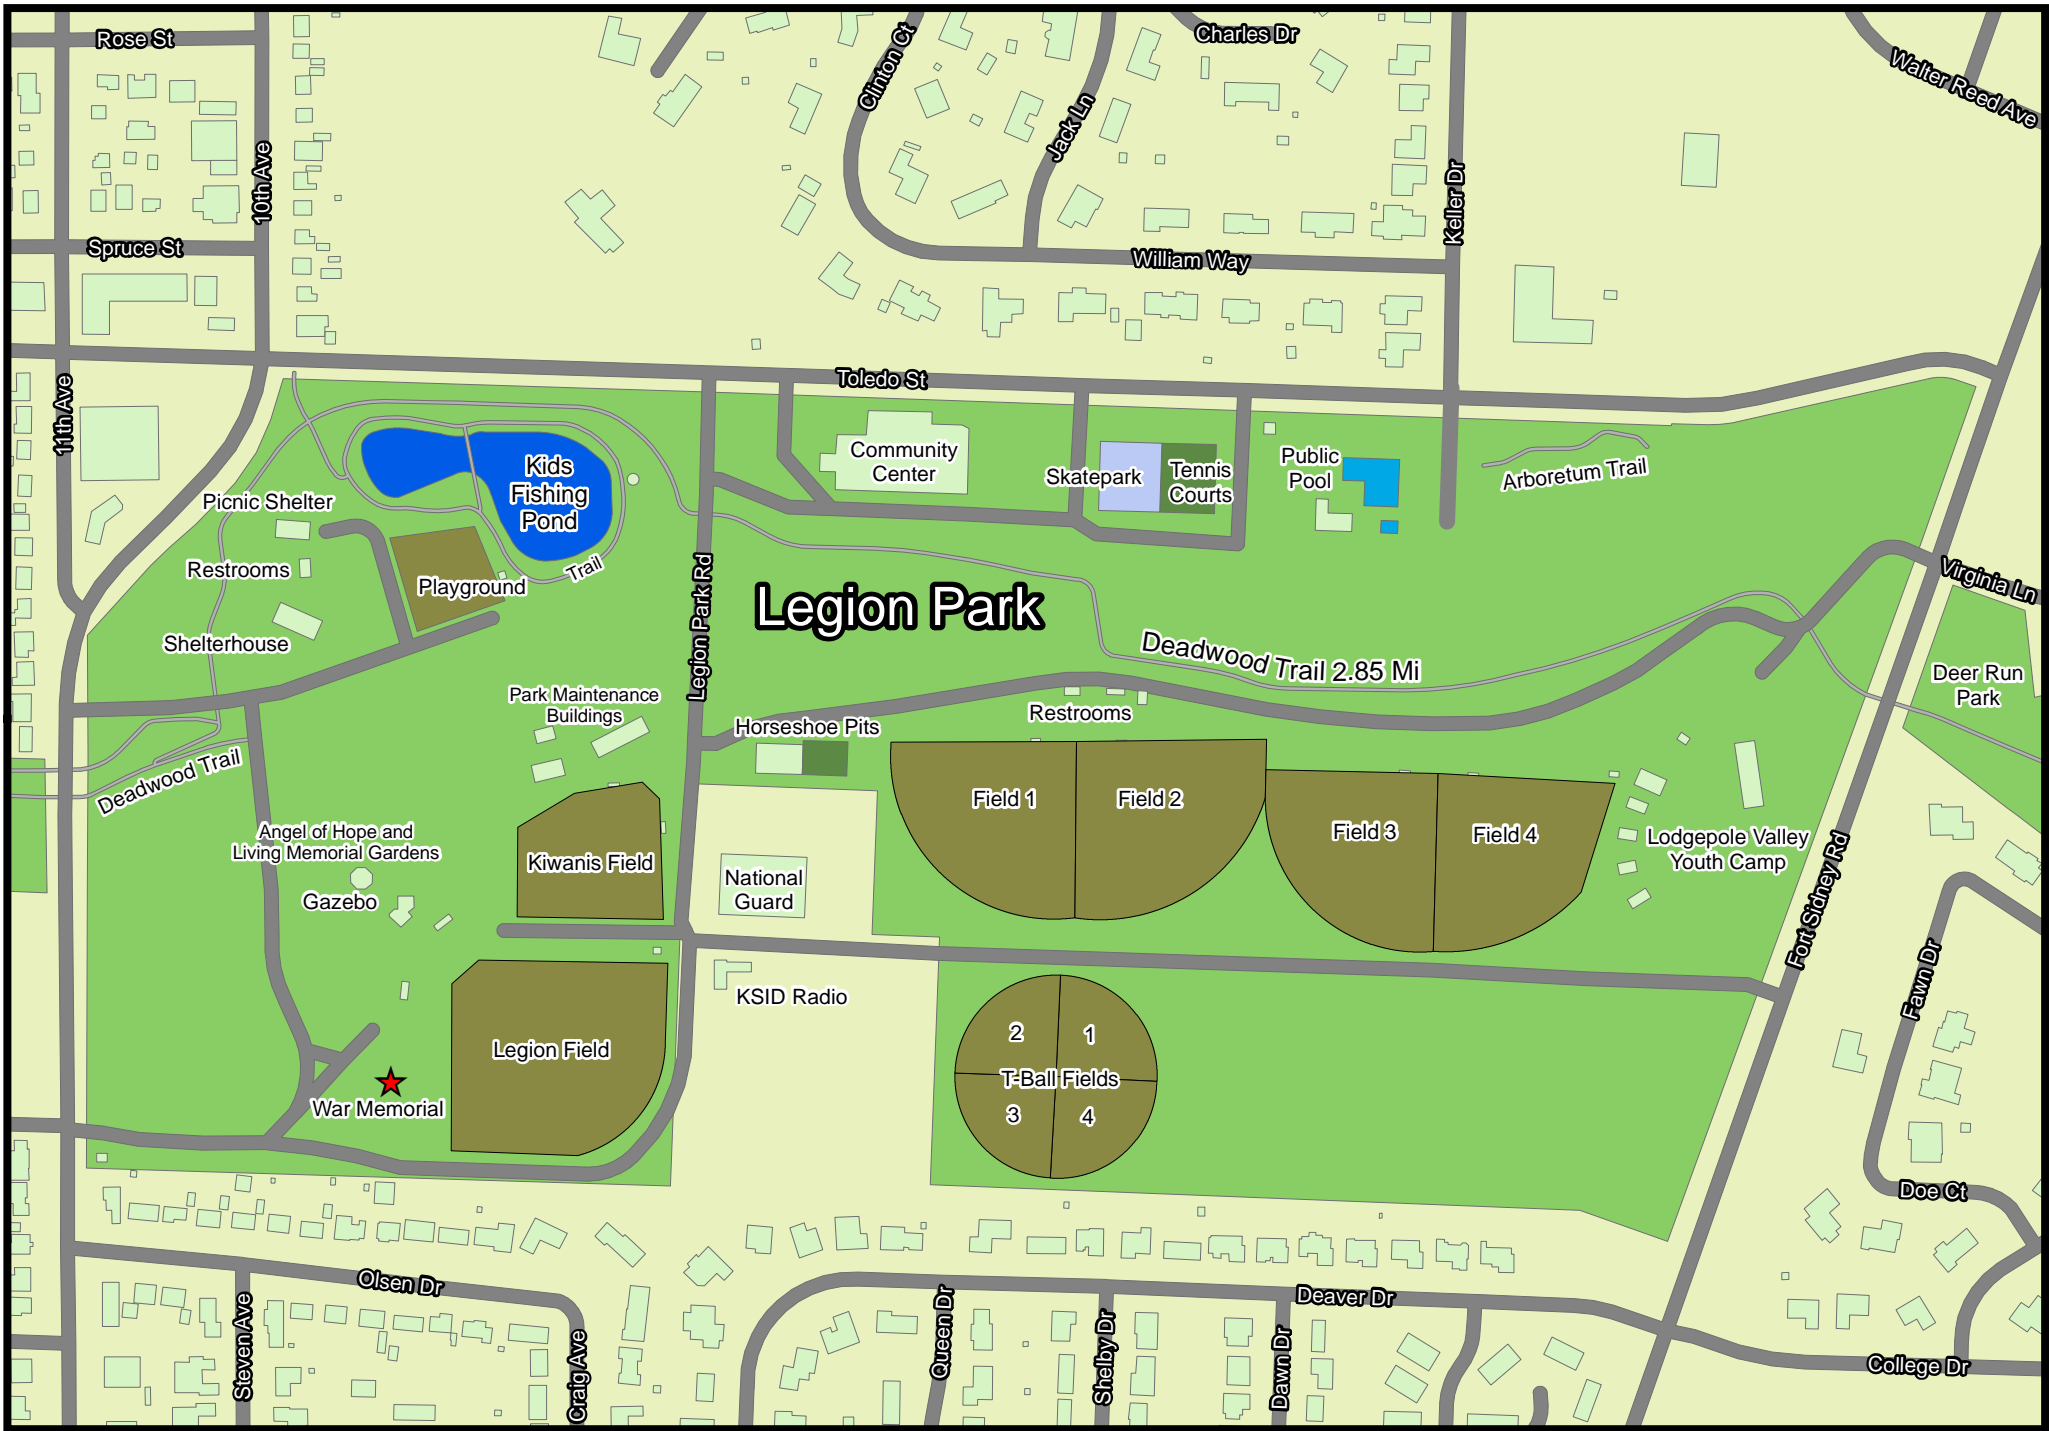 Rose St
Charles Dr
Clinton Ct
Walter Reed Ave
Jack Ln
10th Ave
Keller Dr
Spruce St
William Way
Toledo St
11th Ave
Kids
Fishing
Pond
Community
Center
Skatepark
Tennis
Courts
Public
Pool
Arboretum Trail
Picnic Shelter
Restrooms
Playground
Trail
Virginia Ln
Legion Park Rd
Legion Park
Shelterhouse
Deadwood Trail 2.85 Mi
Deer Run
Park
Park Maintenance
Buildings
Horseshoe Pits
Restrooms
Deadwood Trail
Field 1
Field 2
Field 3
Field 4
Angel of Hope and
Living Memorial Gardens
Gazebo
Kiwanis Field
National
Guard
Lodgepole Valley
Youth Camp
Fort Sidney Rd
Fawn Dr
KSID Radio
Legion Field
2
1
T-Ball Fields
3
4
War Memorial
Doe Ct
Olsen Dr
Steven Ave
Craig Ave
Queen Dr
Shelby Dr
Dawn Dr
Deaver Dr
College Dr